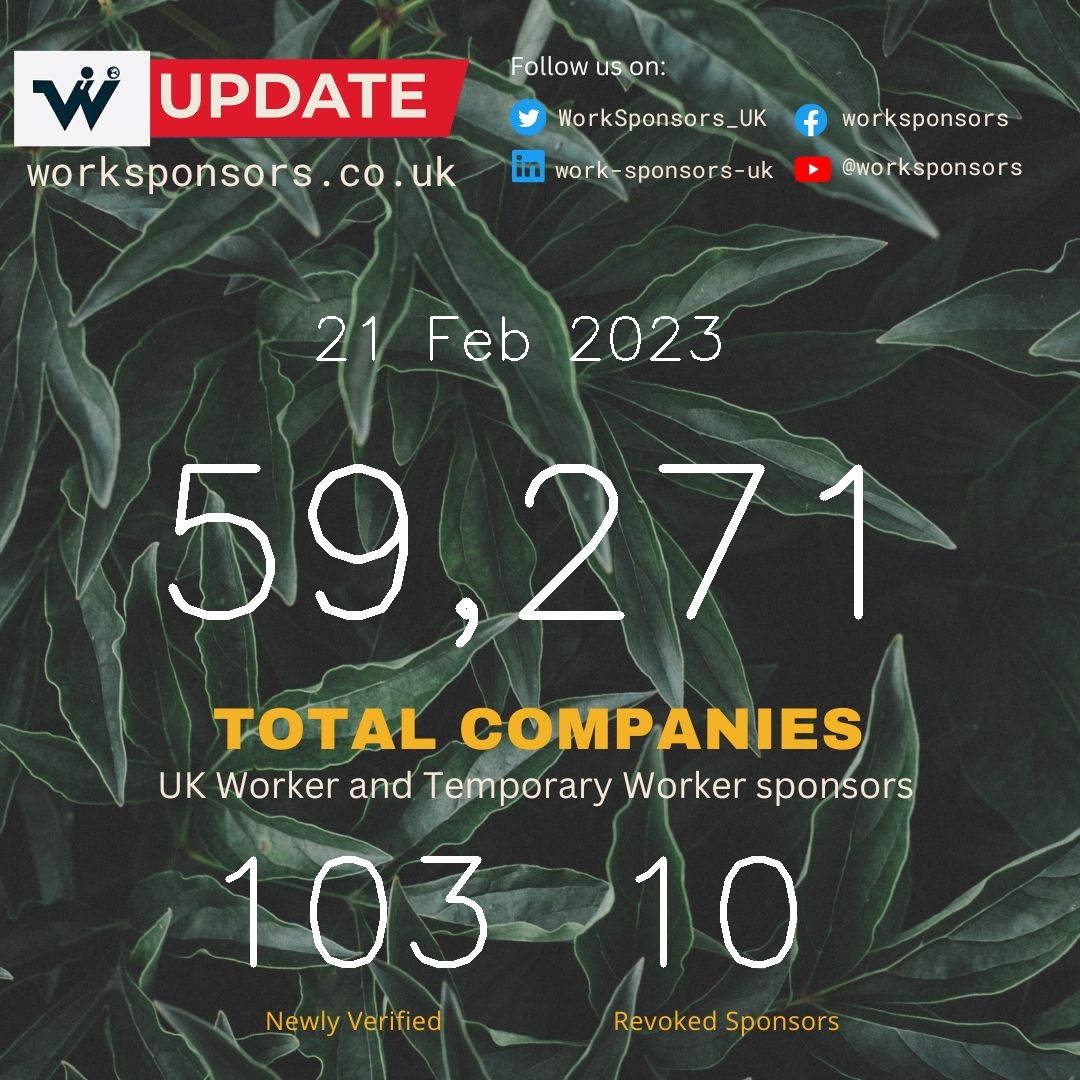 W UPDATE
worksponsors.co.uk
Follow us on:
WorkSponsors_UK worksponsors
work-sponsors-uk @worksponsors
21 Feb 2023
59,271
TOTAL COMPANIES
UK Worker and Temporary Worker sponsors
103 10
Newly Verified Revoked Sponsors